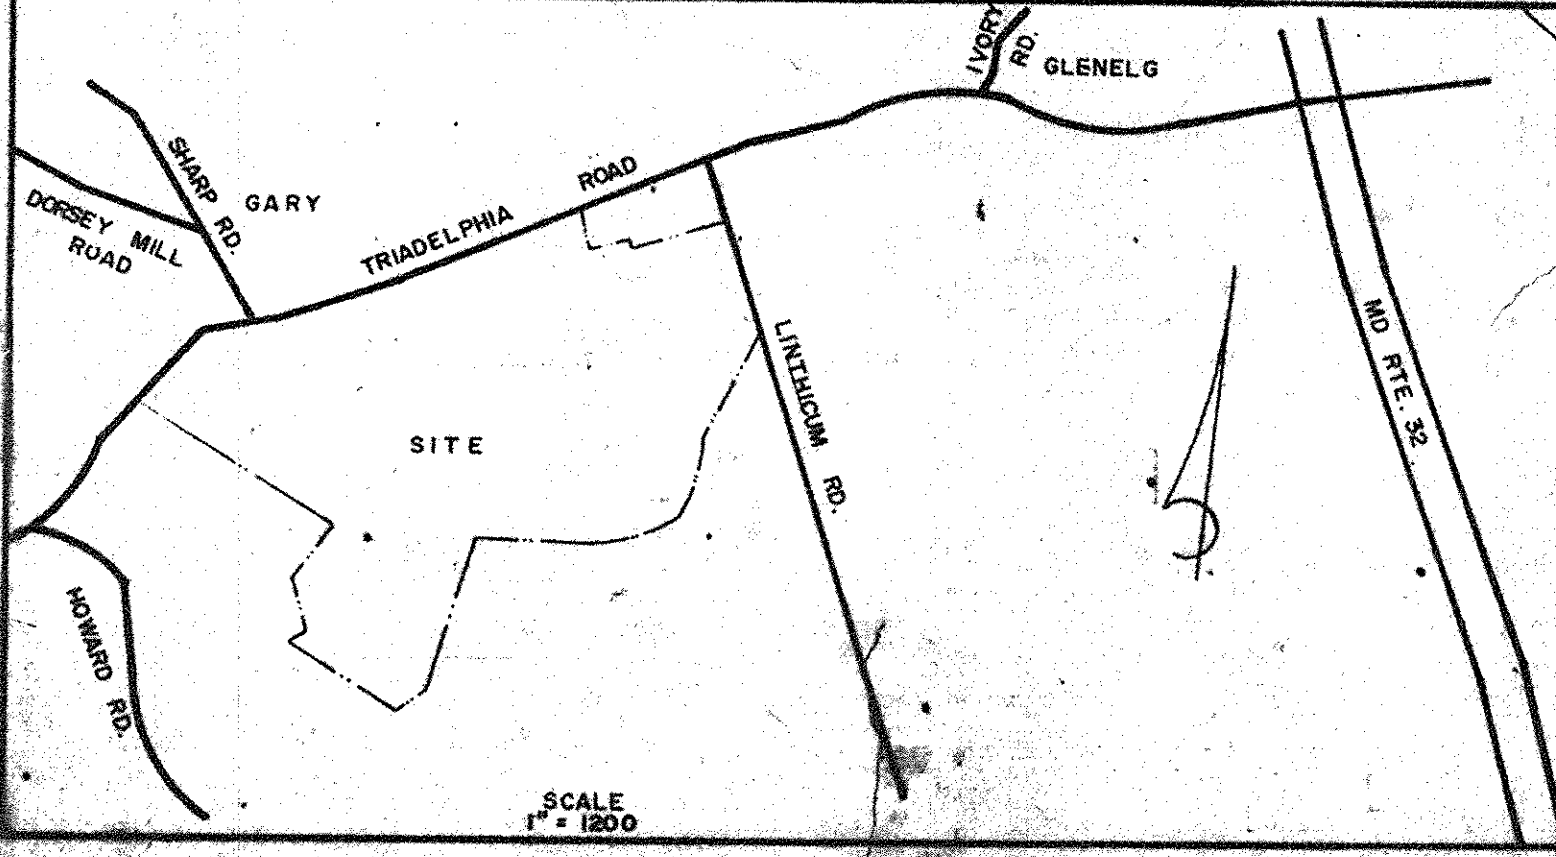 IVORY
RD.
GLENELG
SHARP RD.
GARY
DORSEY MILL
ROAD
TRIADELPHIA ROAD
LINTHICUM RD.
MD RTE. 32
SITE
HOWARD RD.
SCALE
1" = 1200